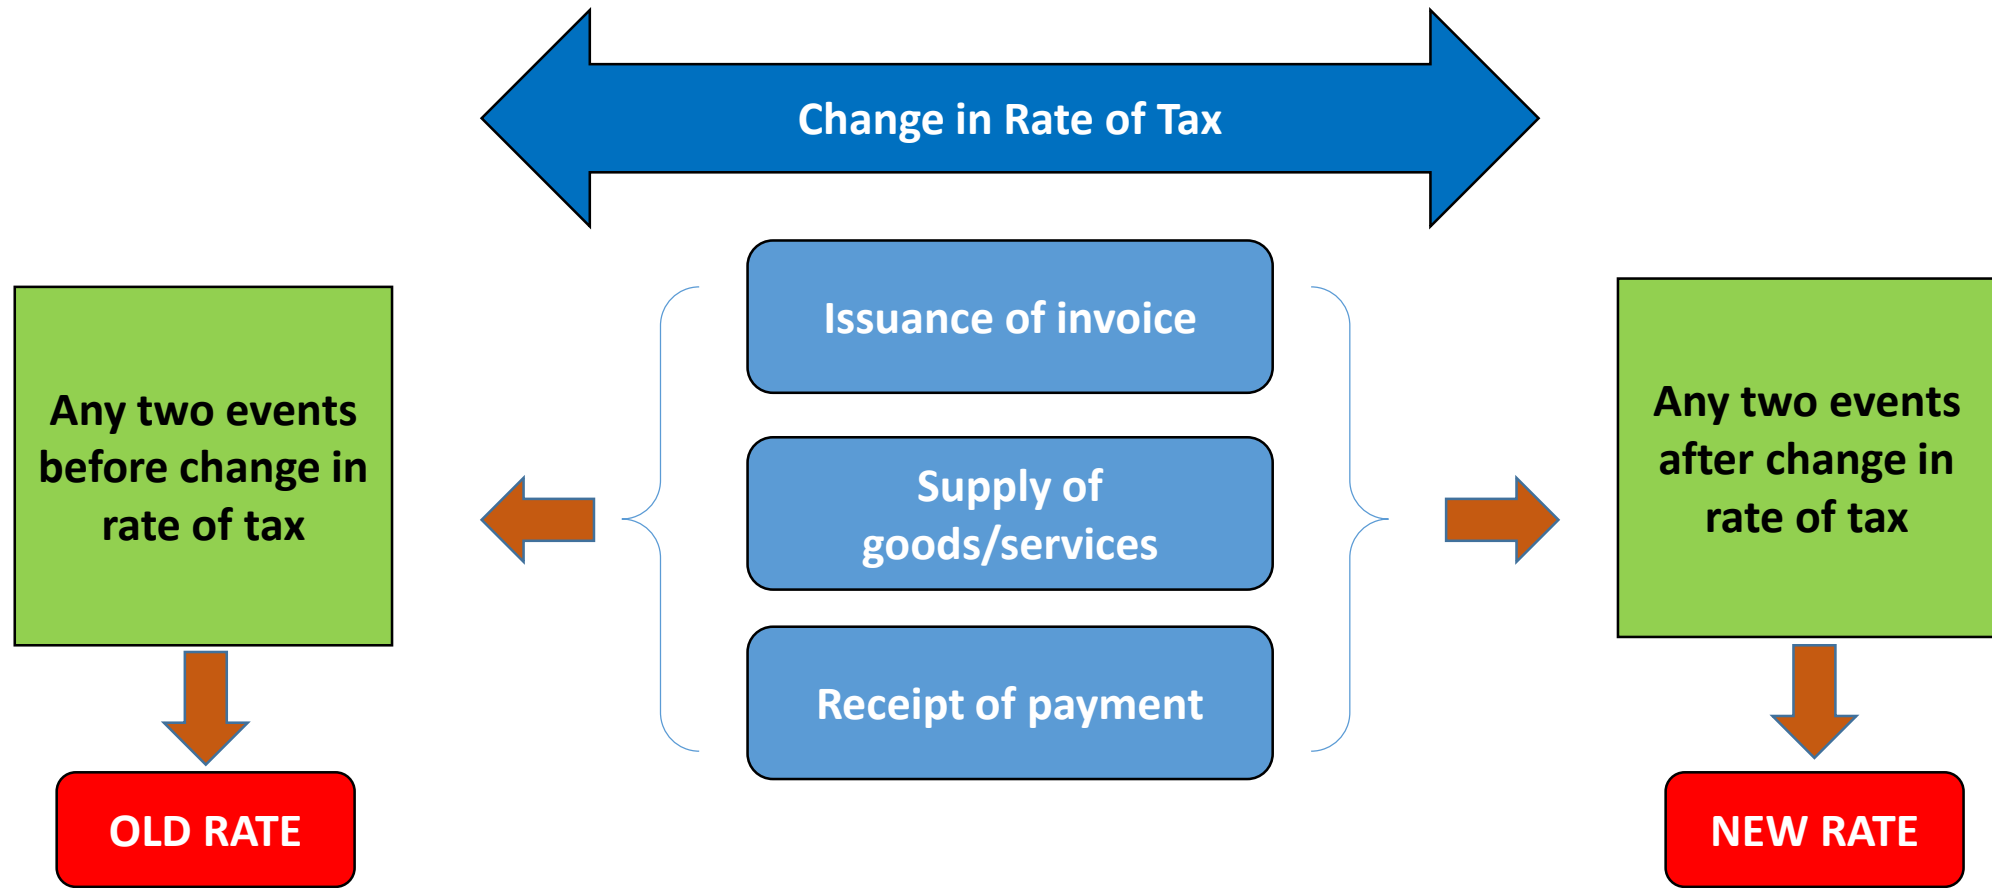 Change in Rate of Tax
Any two events
before change in
rate of tax
OLD RATE
Issuance of invoice
Supply of
goods/services
Receipt of payment
Any two events
after change in
rate of tax
NEW RATE